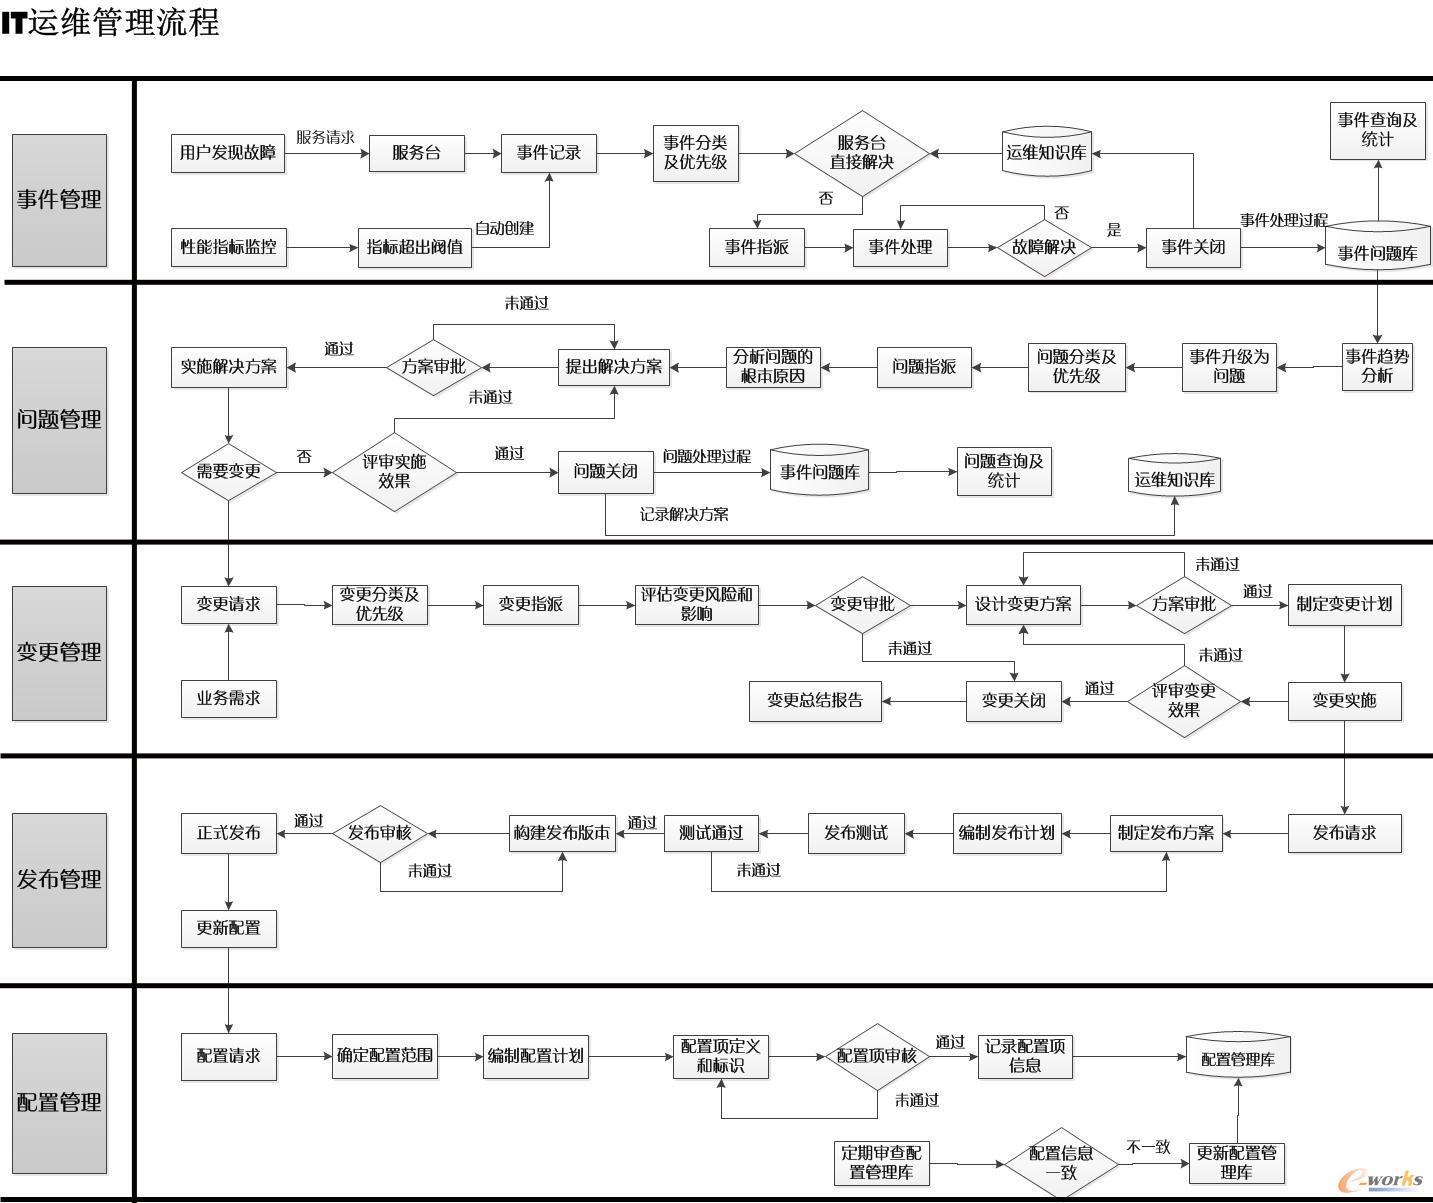 IT运维管理流程
事件管理
用户发现故障
服务请求
服务台
事件记录
事件分类
及优先级
服务台
直接解决
运维知识库
事件查询及
统计
否
性能指标监控
指标超出阀值
自动创建
事件指派
事件处理
否
故障解决
是
事件关闭
事件处理过程
事件问题库
问题管理
未通过
实施解决方案
通过
方案审批
提出解决方案
分析问题的
根本原因
问题指派
问题分类及
优先级
事件升级为
问题
事件趋势
分析
未通过
需要变更
否
评审实施
效果
通过
问题关闭
问题处理过程
事件问题库
问题查询及
统计
运维知识库
记录解决方案
变更管理
未通过
变更请求
变更分类及
优先级
变更指派
评估变更风险和
影响
变更审批
设计变更方案
方案审批
通过
制定变更计划
未通过
未通过
业务需求
变更总结报告
变更关闭
通过
评审变更
效果
变更实施
发布管理
正式发布
通过
发布审核
构建发布版本
通过
测试通过
发布测试
编制发布计划
制定发布方案
发布请求
未通过
未通过
更新配置
配置管理
配置请求
确定配置范围
编制配置计划
配置项定义
和标识
配置项审核
通过
记录配置项
信息
配置管理库
未通过
定期审查配
置管理库
配置信息
一致
不一致
更新配置管
理库
e-works